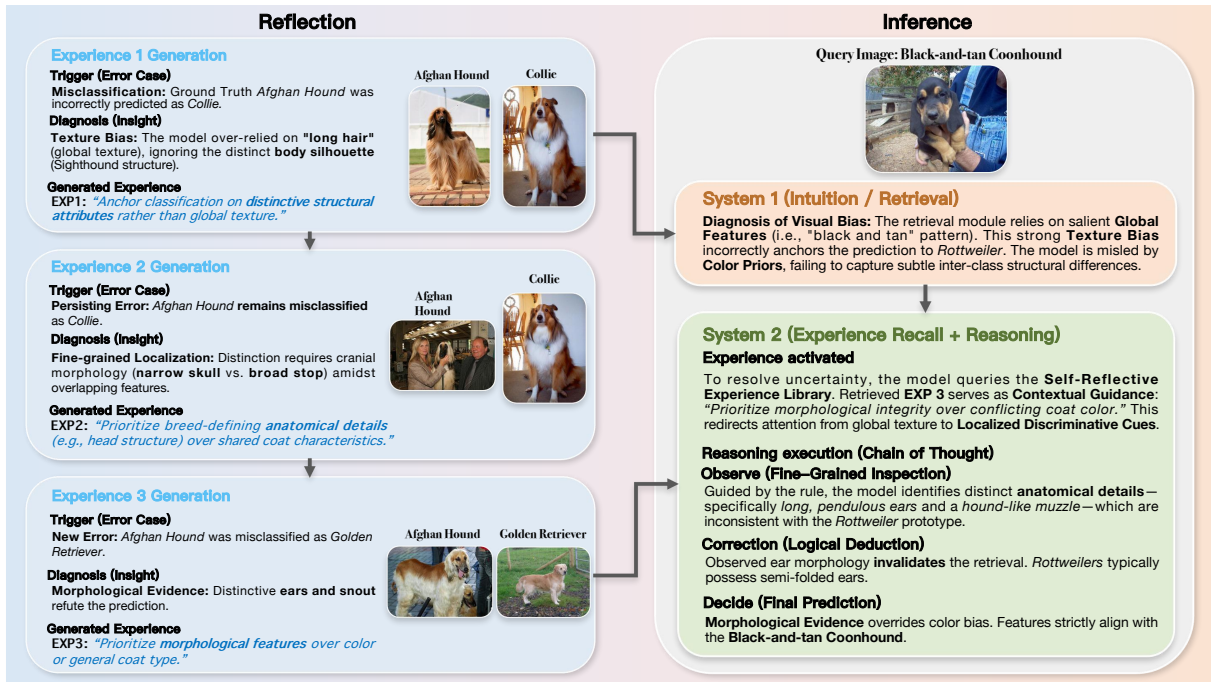 Reflection
Experience 1 Generation
Trigger (Error Case)
Misclassification: Ground Truth Afghan Hound was
incorrectly predicted as Collie.
Diagnosis (Insight)
Texture Bias: The model over-relied on "long hair"
(global texture), ignoring the distinct body silhouette
(Sighthound structure).
Generated Experience
EXP1: “Anchor classification on distinctive structural
attributes rather than global texture.”
Afghan Hound
Collie
Experience 2 Generation
Trigger (Error Case)
Persisting Error: Afghan Hound remains misclassified
as Collie.
Diagnosis (Insight)
Fine-grained Localization: Distinction requires cranial
morphology (narrow skull vs. broad stop) amidst
overlapping features.
Generated Experience
EXP2: “Prioritize breed-defining anatomical details
(e.g., head structure) over shared coat characteristics.”
Afghan
Hound
Collie
Experience 3 Generation
Trigger (Error Case)
New Error: Afghan Hound was misclassified as Golden
Retriever.
Diagnosis (Insight)
Morphological Evidence: Distinctive ears and snout
refute the prediction.
Generated Experience
EXP3: “Prioritize morphological features over color
or general coat type.”
Afghan Hound
Golden Retriever
Inference
Query Image: Black-and-tan Coonhound
System 1 (Intuition / Retrieval)
Diagnosis of Visual Bias: The retrieval module relies on salient Global
Features (i.e., "black and tan" pattern). This strong Texture Bias
incorrectly anchors the prediction to Rottweiler. The model is misled by
Color Priors, failing to capture subtle inter-class structural differences.
System 2 (Experience Recall + Reasoning)
Experience activated
To resolve uncertainty, the model queries the Self-Reflective
Experience Library. Retrieved EXP 3 serves as Contextual Guidance:
“Prioritize morphological integrity over conflicting coat color.” This
redirects attention from global texture to Localized Discriminative Cues.
Reasoning execution (Chain of Thought)
Observe (Fine–Grained Inspection)
Guided by the rule, the model identifies distinct anatomical details—
specifically long, pendulous ears and a hound-like muzzle—which are
inconsistent with the Rottweiler prototype.
Correction (Logical Deduction)
Observed ear morphology invalidates the retrieval. Rottweilers typically
possess semi-folded ears.
Decide (Final Prediction)
Morphological Evidence overrides color bias. Features strictly align with
the Black-and-tan Coonhound.